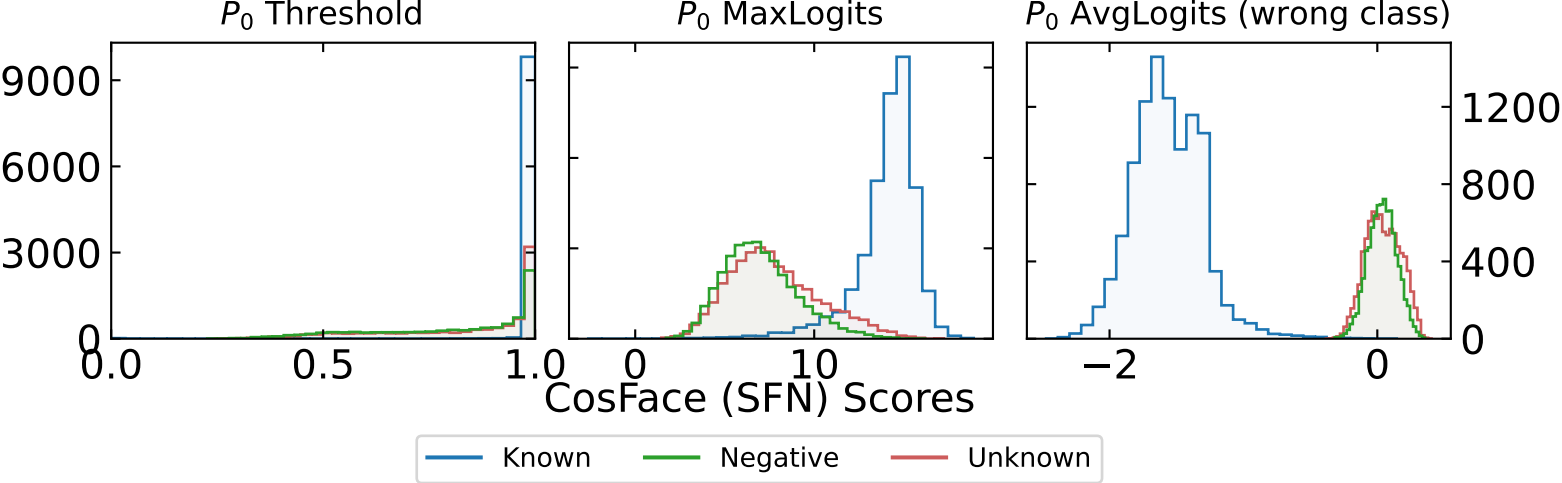 P₀ Threshold
P₀ MaxLogits
P₀ AvgLogits (wrong class)
9000
6000
3000
0
0.0
0.5
1.0
0
10
−2
0
1200
800
400
0
CosFace (SFN) Scores
Known
Negative
Unknown